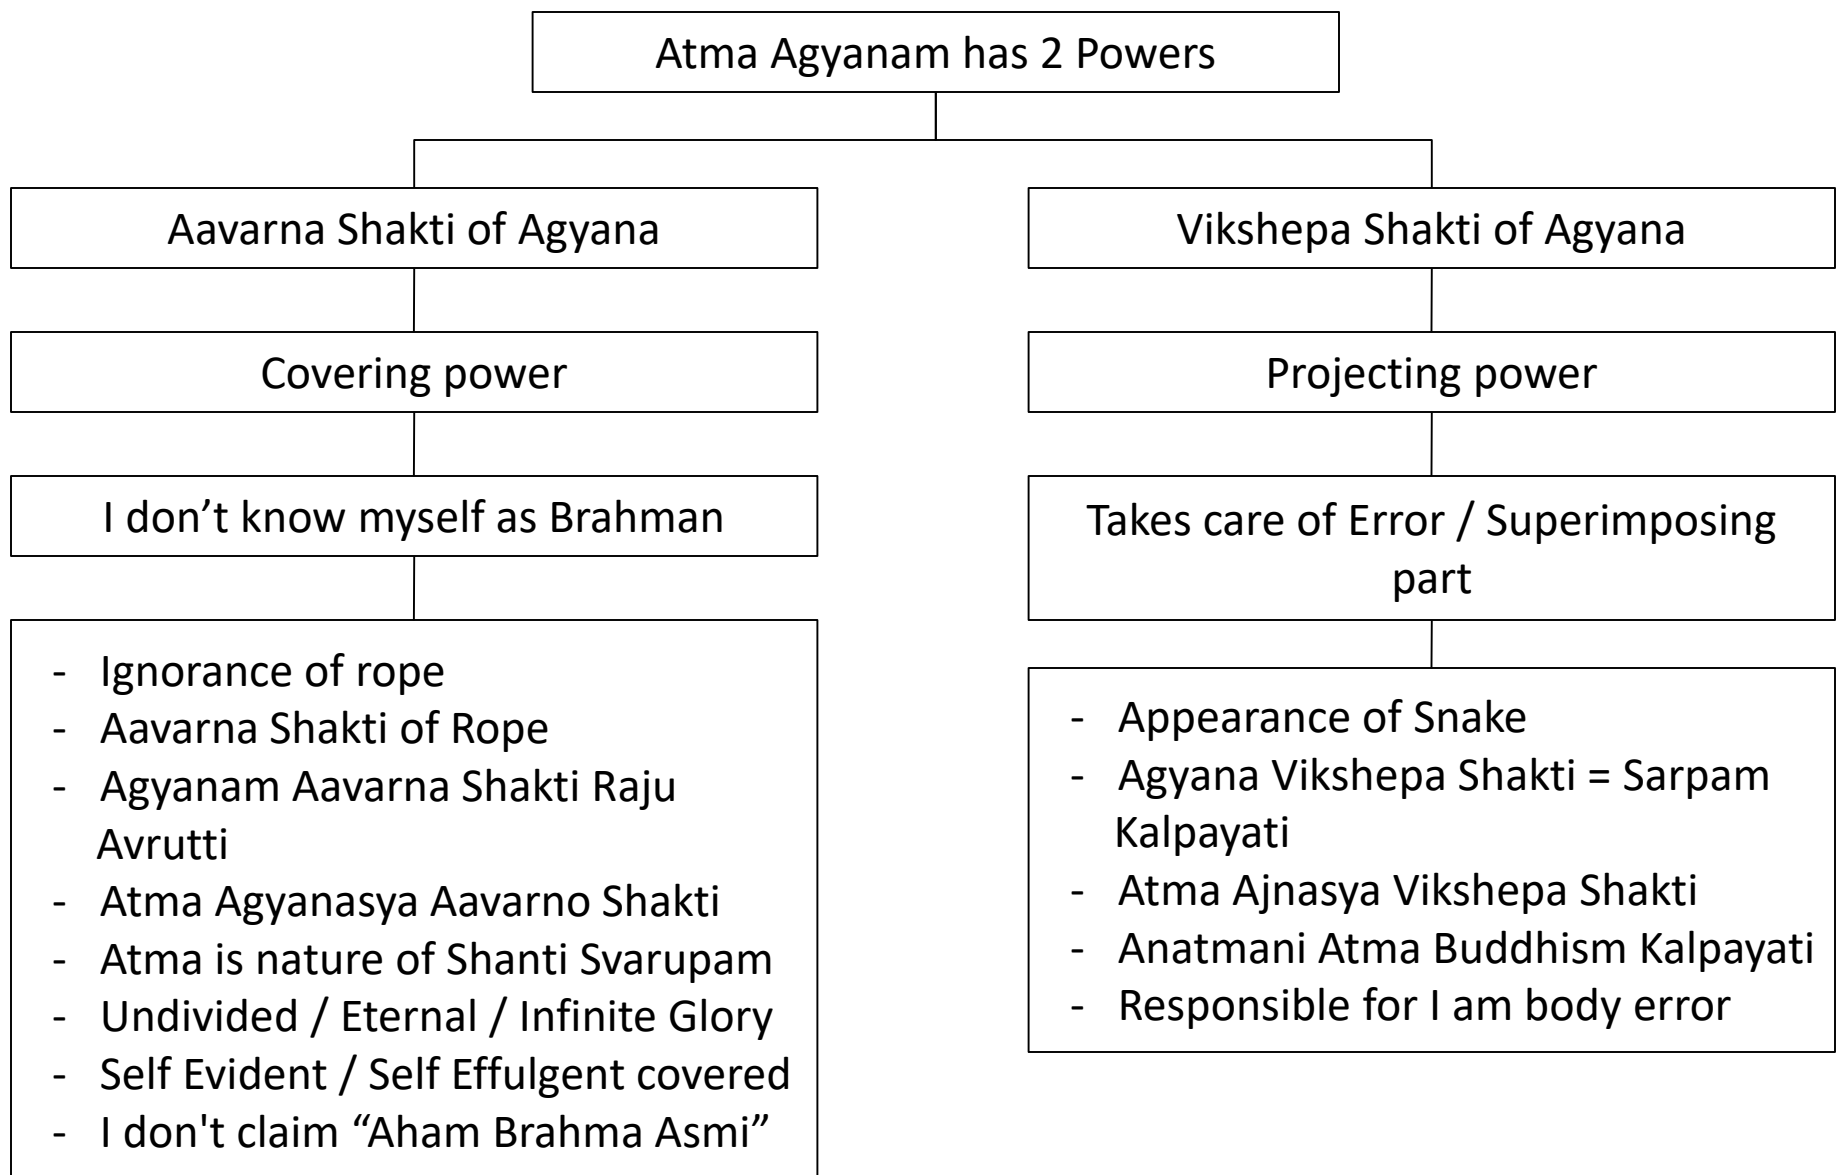 Atma Agyanam has 2 Powers
Aavarna Shakti of Agyana
Covering power
I don’t know myself as Brahman
- Ignorance of rope
- Aavarna Shakti of Rope
- Agyanam Aavarna Shakti Raju
Avrutti
- Atma Agyanasya Aavarno Shakti
- Atma is nature of Shanti Svarupam
- Undivided / Eternal / Infinite Glory
- Self Evident / Self Effulgent covered
- I don't claim “Aham Brahma Asmi”
Vikshepa Shakti of Agyana
Projecting power
Takes care of Error / Superimposing
part
- Appearance of Snake
- Agyana Vikshepa Shakti = Sarpam
Kalpayati
- Atma Ajnasya Vikshepa Shakti
- Anatmani Atma Buddhism Kalpayati
- Responsible for I am body error